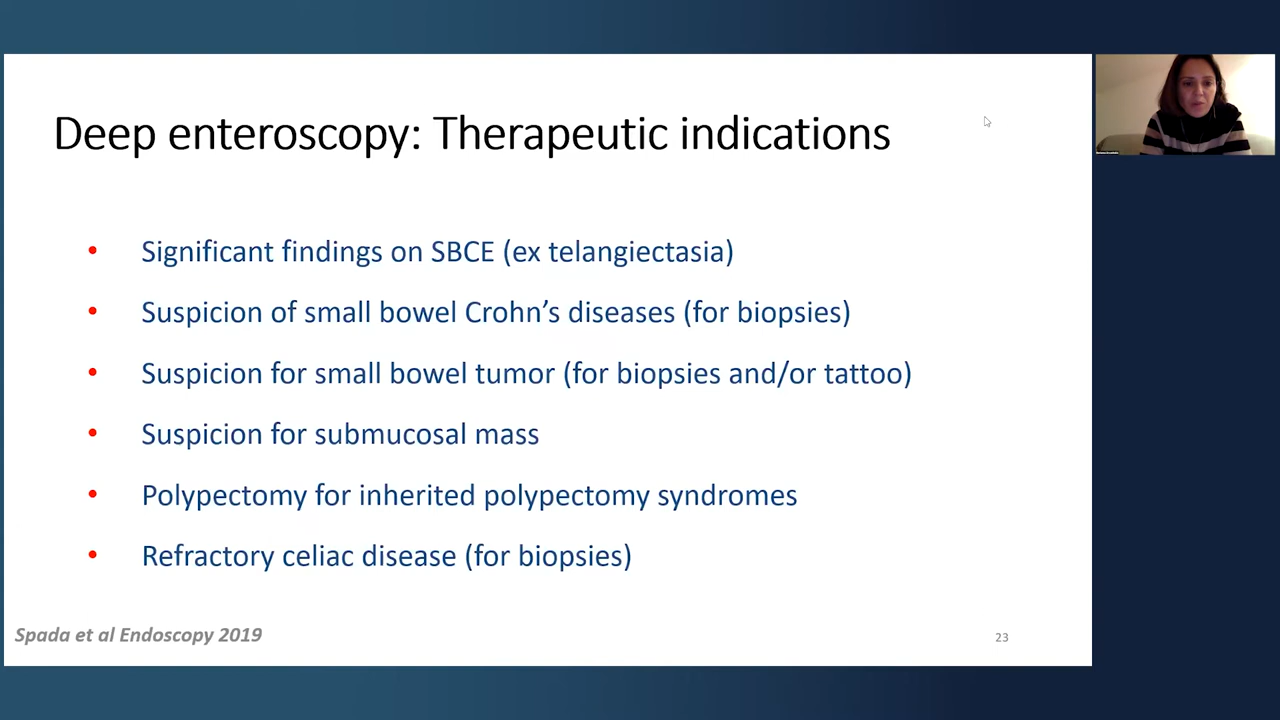 Deep enteroscopy: Therapeutic indications
• Significant findings on SBCE (ex telangiectasia)
• Suspicion of small bowel Crohn’s diseases (for biopsies)
• Suspicion for small bowel tumor (for biopsies and/or tattoo)
• Suspicion for submucosal mass
• Polypectomy for inherited polypectomy syndromes
• Refractory celiac disease (for biopsies)
Spada et al Endoscopy 2019
23